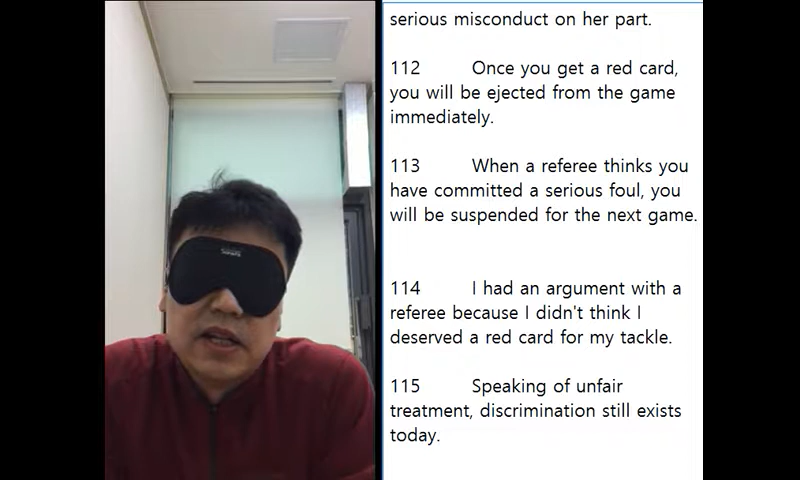 serious misconduct on her part.
112 Once you get a red card,
you will be ejected from the game
immediately.
113 When a referee thinks you
have committed a serious foul, you
will be suspended for the next game.
114 I had an argument with a
referee because I didn't think I
deserved a red card for my tackle.
115 Speaking of unfair
treatment, discrimination still exists
today.